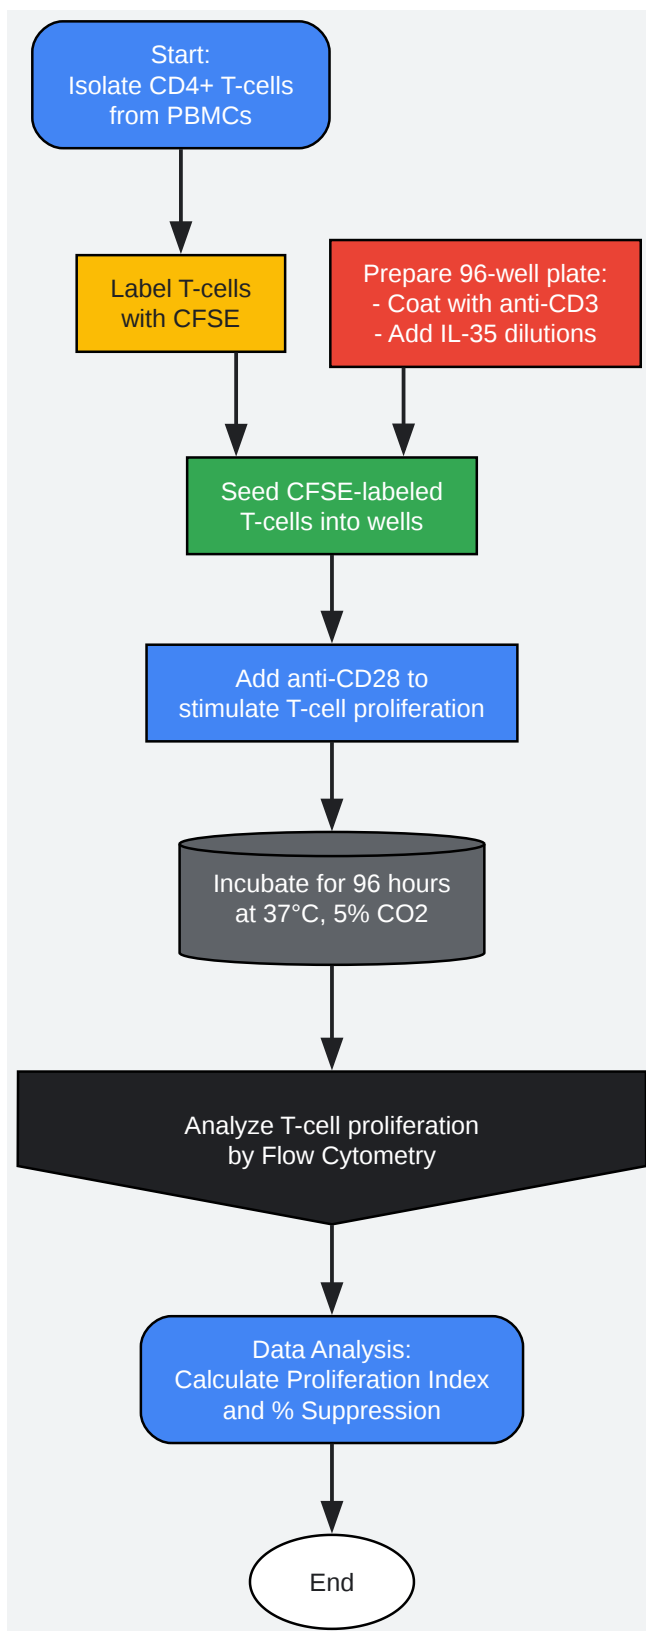 Start:
Isolate CD4+ T-cells
from PBMCs
Label T-cells
with CFSE
Prepare 96-well plate:
- Coat with anti-CD3
- Add IL-35 dilutions
Seed CFSE-labeled
T-cells into wells
Add anti-CD28 to
stimulate T-cell proliferation
Incubate for 96 hours
at 37°C, 5% CO2
Analyze T-cell proliferation
by Flow Cytometry
Data Analysis:
Calculate Proliferation Index
and % Suppression
End